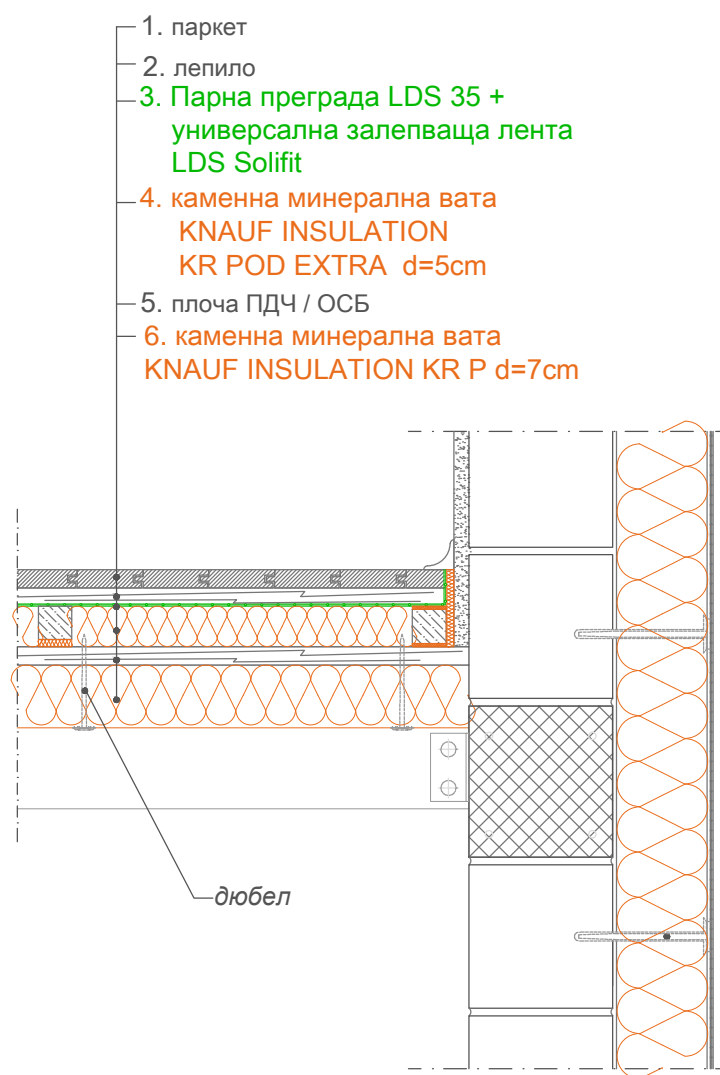 1. паркет
2. лепило
3. Парна преграда LDS 35 +
универсална залепваща лента
LDS Solifit
4. каменна минерална вата
KNAUF INSULATION
KR POD EXTRA d=5cm
5. плоча ПДЧ / ОСБ
6. каменна минерална вата
KNAUF INSULATION KR P d=7cm
дюбел